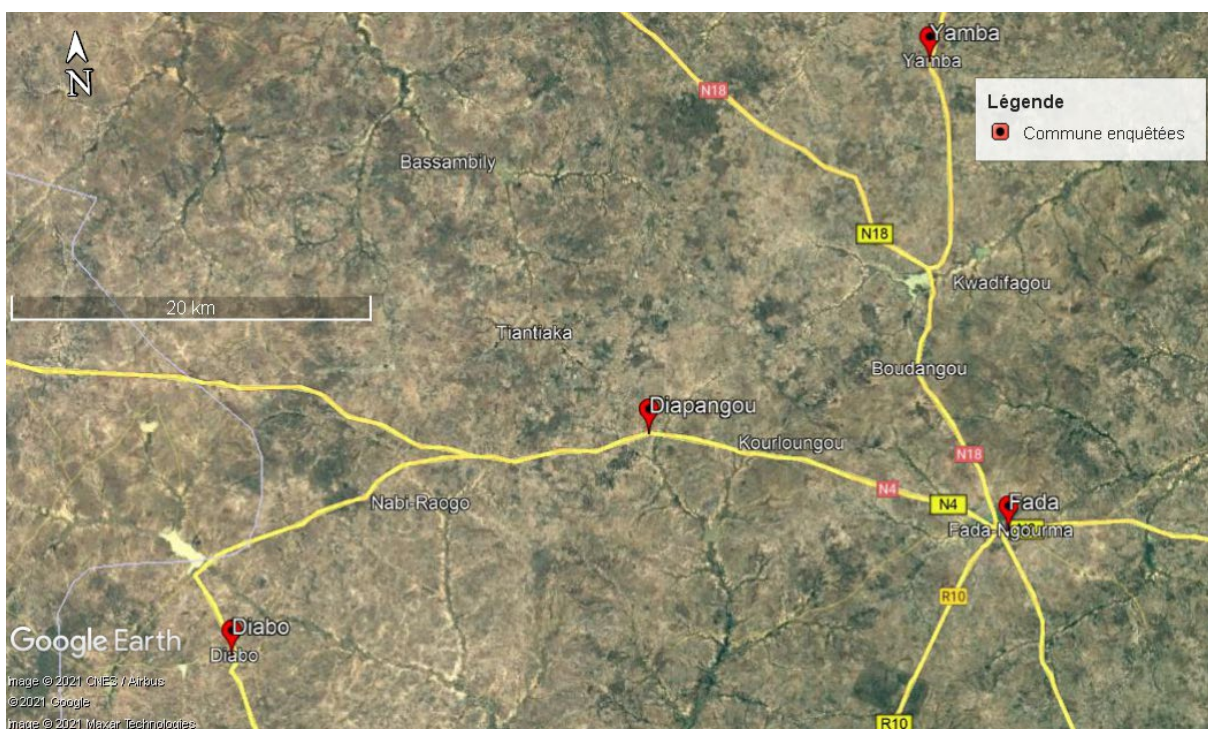 N
Yamba
Yamba
N18
Légende
Commune enquêtées
Bassambily
N18
Kwadifagou
20 km
Tiantiaka
Boudangou
Diapangou
Kourloungou
N18
N4
N4
Fada
Nabi-Raogo
Fada Ngourma
R10
Diabo
Diabo
Google Earth
Image © 2021 CNES / Airbus
©2021 Google
Image © 2021 Maxar Technologies
R10